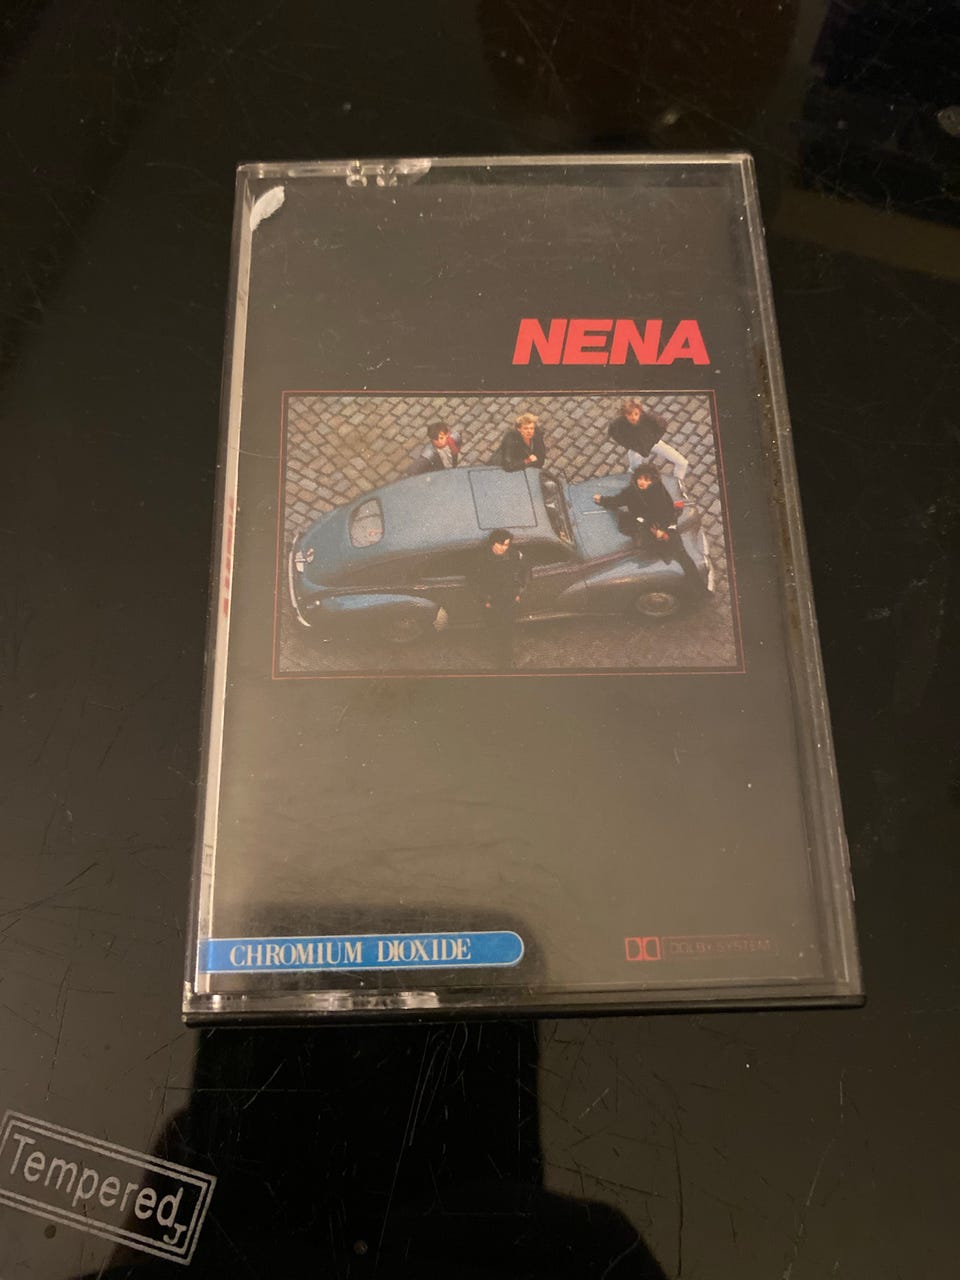 NENA
CHROMIUM DIOXIDE
DOLBY SYSTEM
Tempered
J